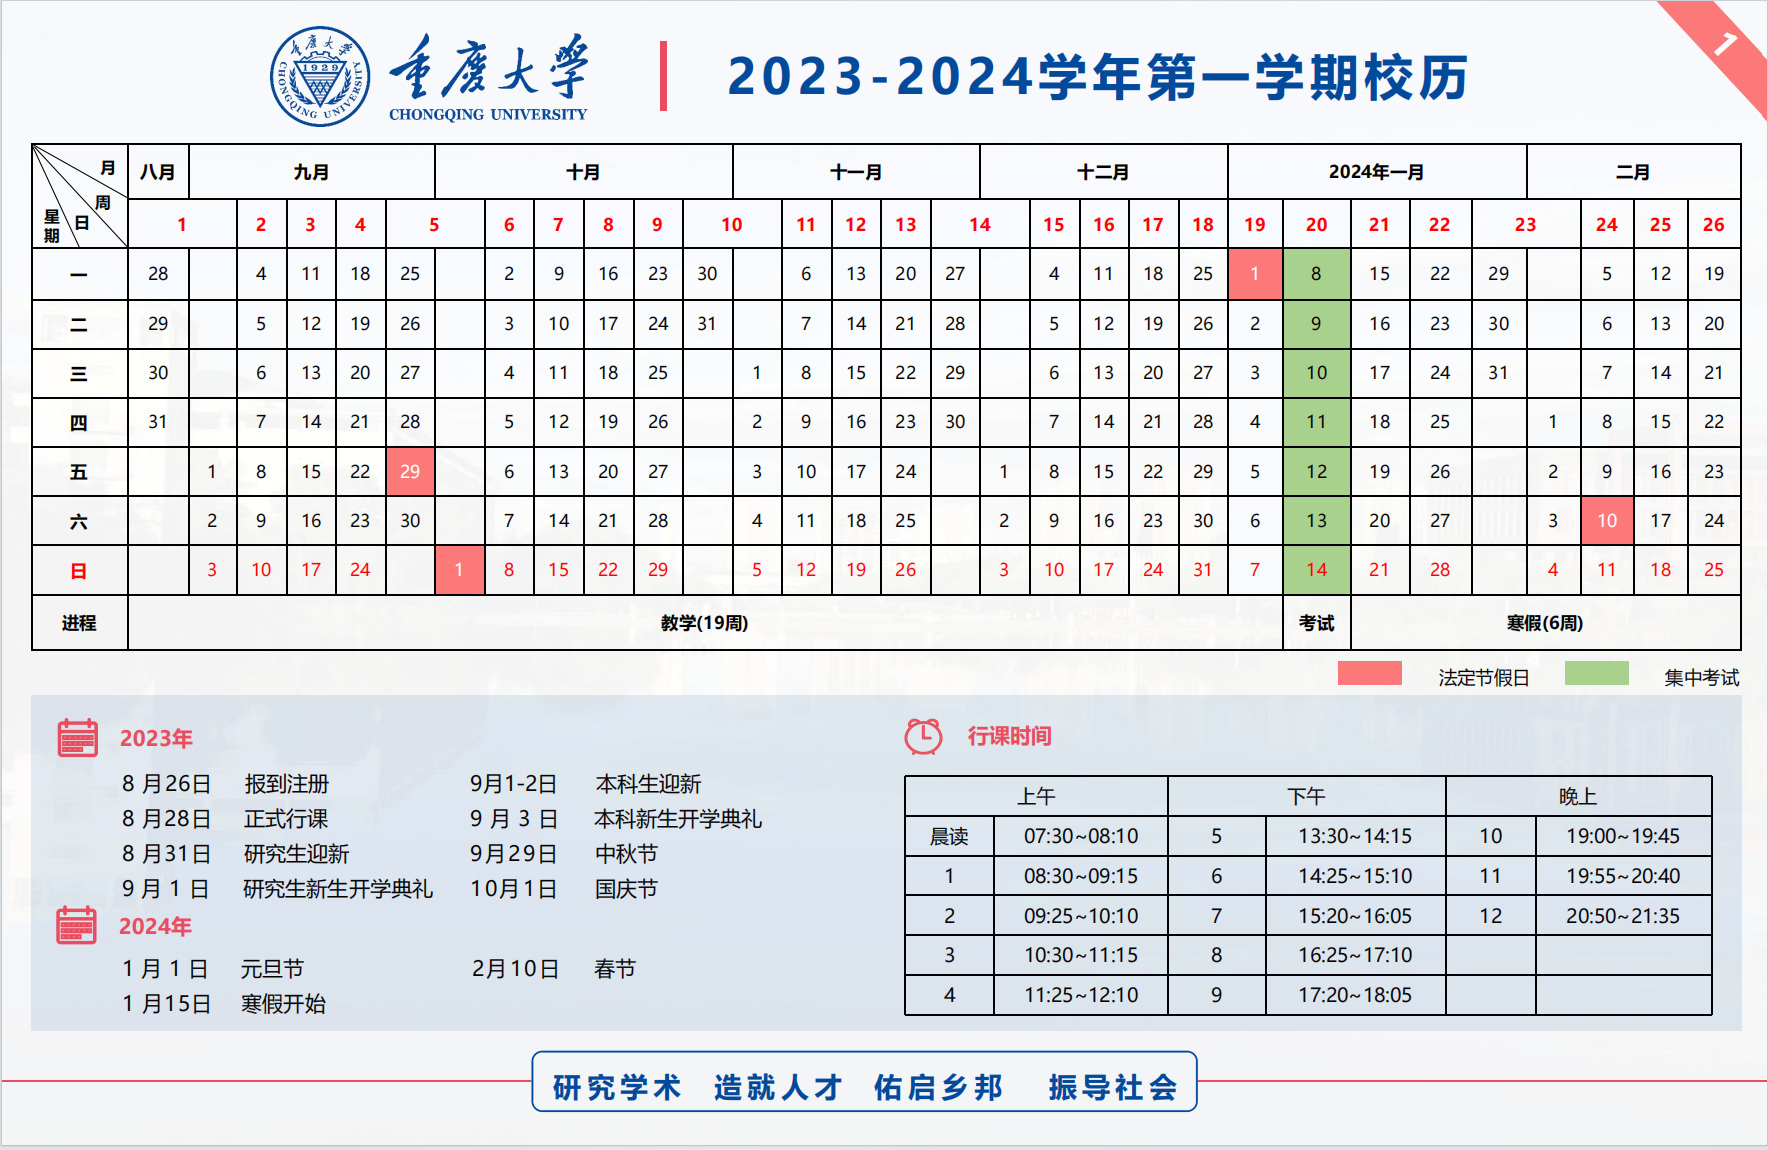 重庆大学
1929
CHONGQING UNIVERSITY
重庆大学
CHONGQING UNIVERSITY
2023-2024学年第一学期校历
1
月 周 日 星期 八月 九月 十月 十一月 十二月 2024年一月 二月
1 2 3 4 5 6 7 8 9 10 11 12 13 14 15 16 17 18 19 20 21 22 23 24 25 26
一 28 4 11 18 25 2 9 16 23 30 6 13 20 27 4 11 18 25 1 8 15 22 29 5 12 19
二 29 5 12 19 26 3 10 17 24 31 7 14 21 28 5 12 19 26 2 9 16 23 30 6 13 20
三 30 6 13 20 27 4 11 18 25 1 8 15 22 29 6 13 20 27 3 10 17 24 31 7 14 21
四 31 7 14 21 28 5 12 19 26 2 9 16 23 30 7 14 21 28 4 11 18 25 1 8 15 22
五 1 8 15 22 29 6 13 20 27 3 10 17 24 1 8 15 22 29 5 12 19 26 2 9 16 23
六 2 9 16 23 30 7 14 21 28 4 11 18 25 2 9 16 23 30 6 13 20 27 3 10 17 24
日 3 10 17 24 1 8 15 22 29 5 12 19 26 3 10 17 24 31 7 14 21 28 4 11 18 25
进程 教学(19周) 考试 寒假(6周)
法定节假日 集中考试
2023年
8 月26日 报到注册 9月1-2日 本科生迎新
8 月28日 正式行课 9 月 3 日 本科新生开学典礼
8 月31日 研究生迎新 9月29日 中秋节
9 月 1 日 研究生新生开学典礼 10月1日 国庆节
2024年
1 月 1 日 元旦节 2月10日 春节
1 月15日 寒假开始
行课时间
上午 下午 晚上
晨读 07:30~08:10 5 13:30~14:15 10 19:00~19:45
1 08:30~09:15 6 14:25~15:10 11 19:55~20:40
2 09:25~10:10 7 15:20~16:05 12 20:50~21:35
3 10:30~11:15 8 16:25~17:10
4 11:25~12:10 9 17:20~18:05
研究学术 造就人才 佑启乡邦 振导社会